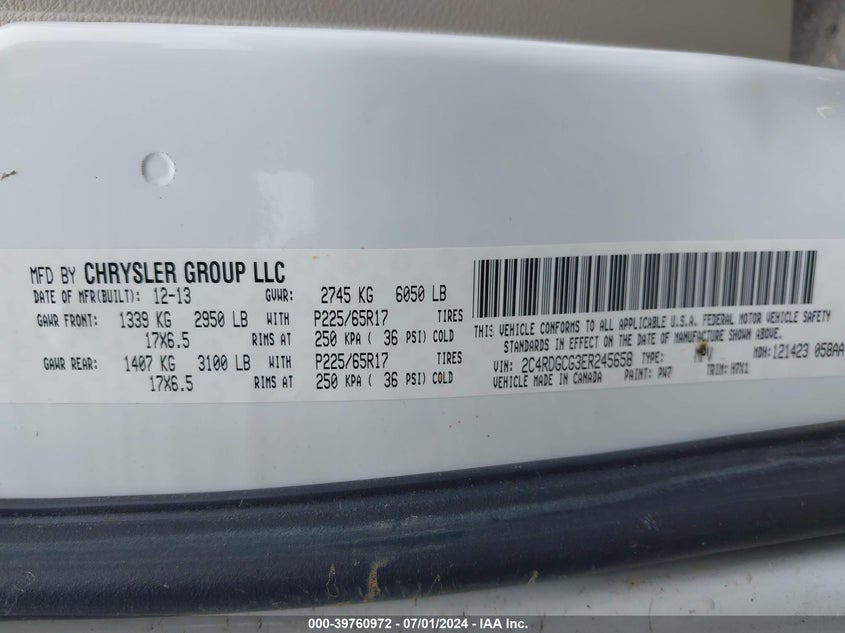 MFD BY CHRYSLER GROUP LLC
DATE OF MFR(BUILT): 12-13 GVWR: 2745 KG 6050 LB
GAWR FRONT: 1339 KG 2950 LB WITH P225/65R17 TIRES
17X6.5 RIMS AT 250 KPA ( 36 PSI) COLD
GAWR REAR: 1407 KG 3100 LB WITH P225/65R17 TIRES
17X6.5 RIMS AT 250 KPA ( 36 PSI) COLD
THIS VEHICLE CONFORMS TO ALL APPLICABLE U.S.A. FEDERAL MOTOR VEHICLE SAFETY
STANDARDS IN EFFECT ON THE DATE OF MANUFACTURE SHOWN ABOVE.
VIN: 2C4RDGCG3ER245658 TYPE: MDH: 121423 058AA
VEHICLE MADE IN CANADA PAINT: PW7 TRIM: H7X1
000-39760972 / 07/01/2024 - IAA Inc.